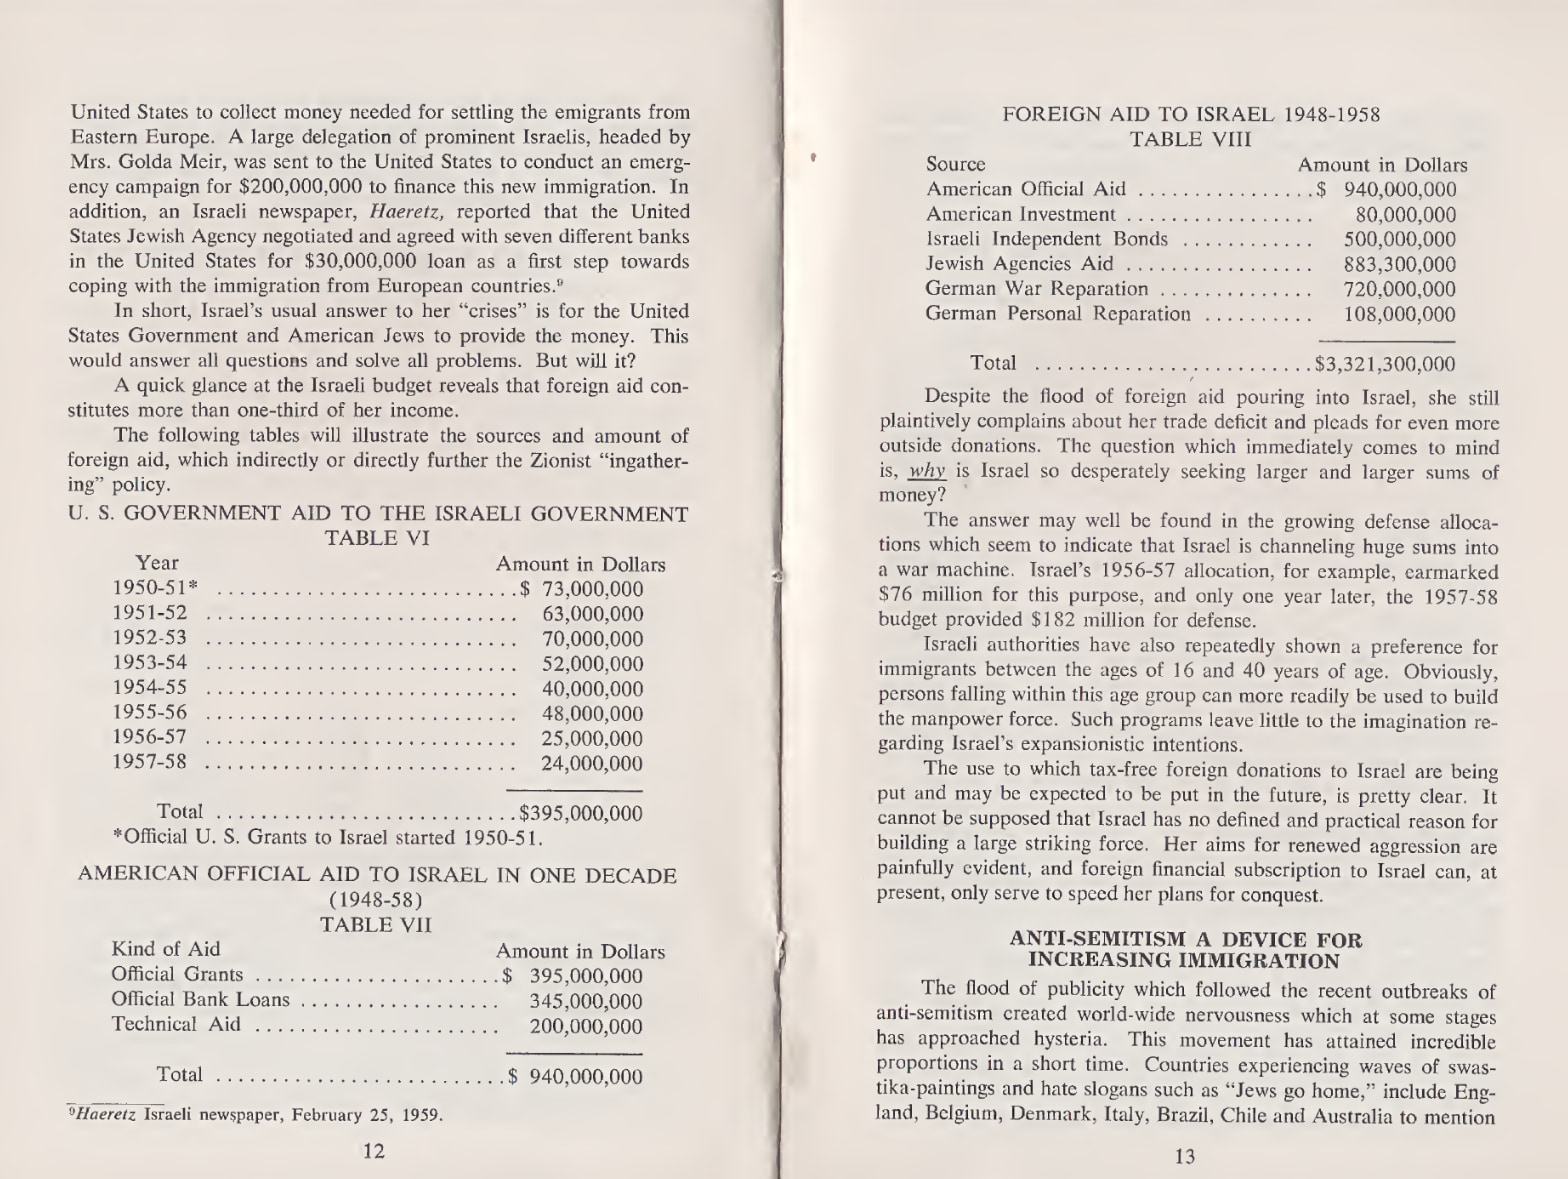 United States to collect money needed for settling the emigrants from
Eastern Europe. A large delegation of prominent Israelis, headed by
Mrs. Golda Meir, was sent to the United States to conduct an emerg-
ency campaign for $200,000,000 to finance this new immigration. In
addition, an Israeli newspaper, Haeretz, reported that the United
States Jewish Agency negotiated and agreed with seven different banks
in the United States for $30,000,000 loan as a first step towards
coping with the immigration from European countries.⁹
In short, Israel's usual answer to her “crises” is for the United
States Government and American Jews to provide the money. This
would answer all questions and solve all problems. But will it?
A quick glance at the Israeli budget reveals that foreign aid con-
stitutes more than one-third of her income.
The following tables will illustrate the sources and amount of
foreign aid, which indirectly or directly further the Zionist “ingather-
ing” policy.
U. S. GOVERNMENT AID TO THE ISRAELI GOVERNMENT
TABLE VI
Year Amount in Dollars
1950-51* ........................... $ 73,000,000
1951-52 ............................ 63,000,000
1952-53 ............................ 70,000,000
1953-54 ............................ 52,000,000
1954-55 ............................ 40,000,000
1955-56 ............................ 48,000,000
1956-57 ............................ 25,000,000
1957-58 ............................ 24,000,000
Total ........................... $395,000,000
*Official U. S. Grants to Israel started 1950-51.
AMERICAN OFFICIAL AID TO ISRAEL IN ONE DECADE
(1948-58)
TABLE VII
Kind of Aid Amount in Dollars
Official Grants ...................... $ 395,000,000
Official Bank Loans .................. 345,000,000
Technical Aid ...................... 200,000,000
Total .......................... $ 940,000,000
⁹Haeretz Israeli newspaper, February 25, 1959.
12
FOREIGN AID TO ISRAEL 1948-1958
TABLE VIII
Source Amount in Dollars
American Official Aid ................ $ 940,000,000
American Investment ................. 80,000,000
Israeli Independent Bonds ............ 500,000,000
Jewish Agencies Aid ................. 883,300,000
German War Reparation .............. 720,000,000
German Personal Reparation .......... 108,000,000
Total ......................... $3,321,300,000
Despite the flood of foreign aid pouring into Israel, she still
plaintively complains about her trade deficit and pleads for even more
outside donations. The question which immediately comes to mind
is, why is Israel so desperately seeking larger and larger sums of
money?
The answer may well be found in the growing defense alloca-
tions which seem to indicate that Israel is channeling huge sums into
a war machine. Israel's 1956-57 allocation, for example, earmarked
$76 million for this purpose, and only one year later, the 1957-58
budget provided $182 million for defense.
Israeli authorities have also repeatedly shown a preference for
immigrants between the ages of 16 and 40 years of age. Obviously,
persons falling within this age group can more readily be used to build
the manpower force. Such programs leave little to the imagination re-
garding Israel's expansionistic intentions.
The use to which tax-free foreign donations to Israel are being
put and may be expected to be put in the future, is pretty clear. It
cannot be supposed that Israel has no defined and practical reason for
building a large striking force. Her aims for renewed aggression are
painfully evident, and foreign financial subscription to Israel can, at
present, only serve to speed her plans for conquest.
ANTI-SEMITISM A DEVICE FOR
INCREASING IMMIGRATION
The flood of publicity which followed the recent outbreaks of
anti-semitism created world-wide nervousness which at some stages
has approached hysteria. This movement has attained incredible
proportions in a short time. Countries experiencing waves of swas-
tika-paintings and hate slogans such as “Jews go home,” include Eng-
land, Belgium, Denmark, Italy, Brazil, Chile and Australia to mention
13